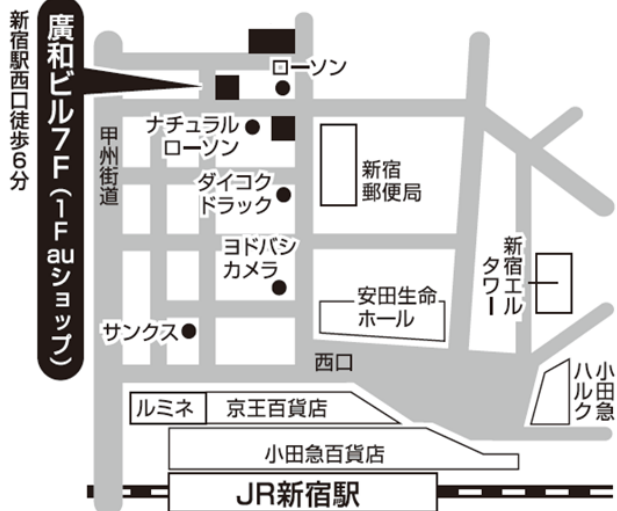 新宿駅西口徒歩6分
廣和ビル7F(1F auショップ)
甲州街道
ローソン
ナチュラル
ローソン
新宿
郵便局
ダイコク
ドラック
ヨドバシ
カメラ
新宿エル
タワー
安田生命
ホール
サンクス
西口
小田急
ハルク
ルミネ
京王百貨店
小田急百貨店
JR新宿駅